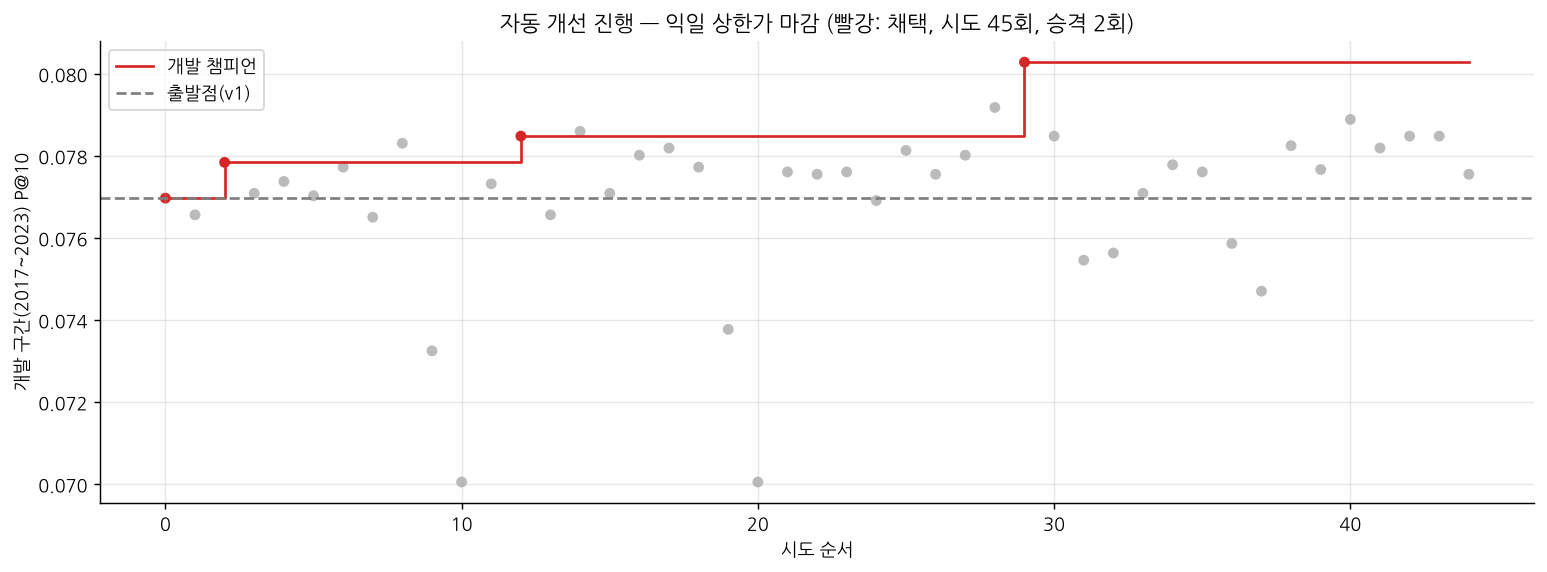 자동 개선 진행 — 익일 상한가 마감 (빨강: 채택, 시도 45회, 승격 2회)
개발 챔피언
출발점(v1)
개발 구간(2017~2023) P@10
0.080
0.078
0.076
0.074
0.072
0.070
0
10
20
30
40
시도 순서